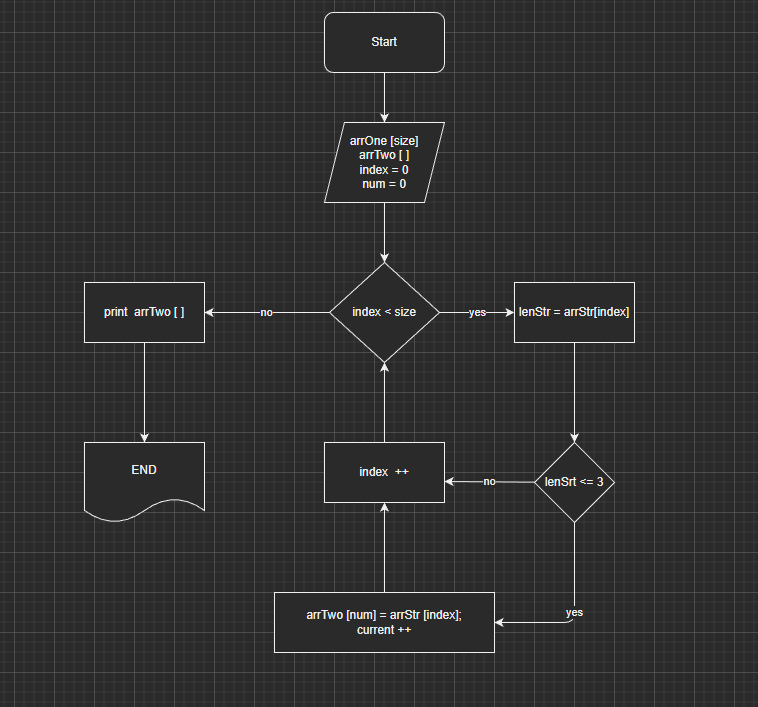 Start
arrOne [size]
arrTwo [ ]
index = 0
num = 0
print arrTwo [ ]
no
index < size
yes
lenStr = arrStr[index]
END
index ++
no
lenSrt <= 3
arrTwo [num] = arrStr [index];
current ++
yes